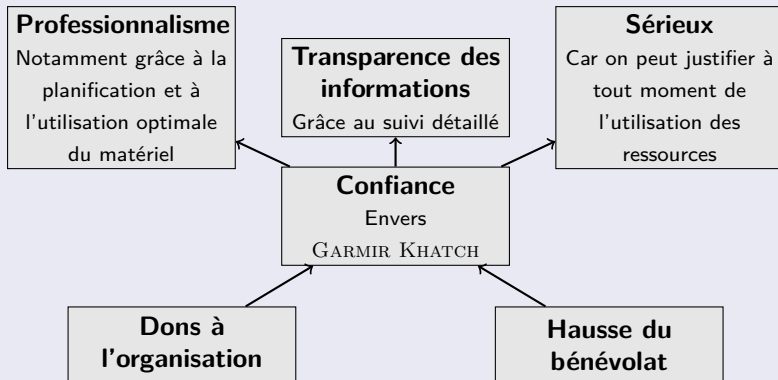 Professionnalisme
Notamment grâce à la
planification et à
l'utilisation optimale
du matériel
Transparence des
informations
Grâce au suivi détaillé
Sérieux
Car on peut justifier à
tout moment de
l'utilisation des
ressources
Confiance
Envers
GARMIR KHATCH
Dons à
l'organisation
Hausse du
bénévolat